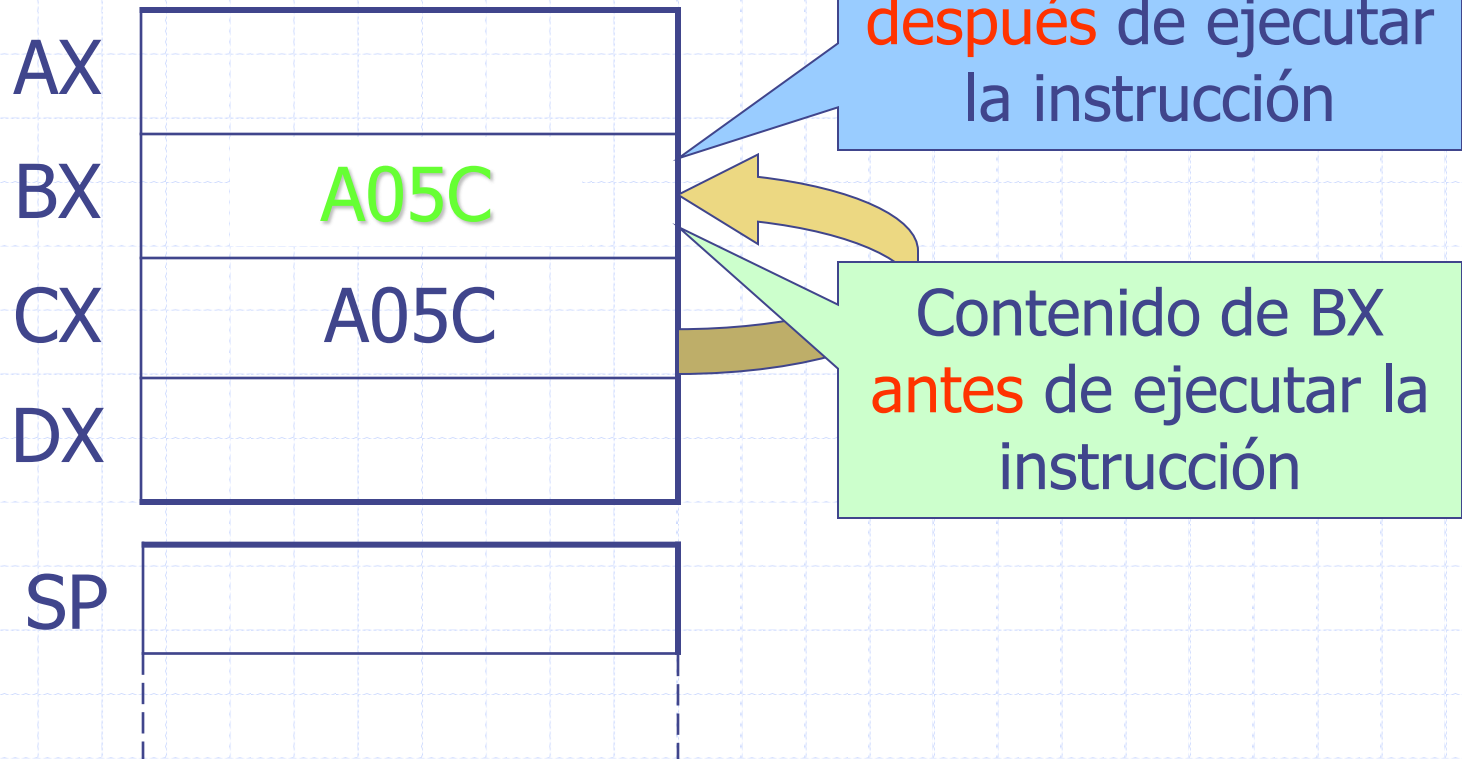 después de ejecutar
la instrucción
AX
BX A05C
CX A05C
DX
Contenido de BX
antes de ejecutar la
instrucción
SP